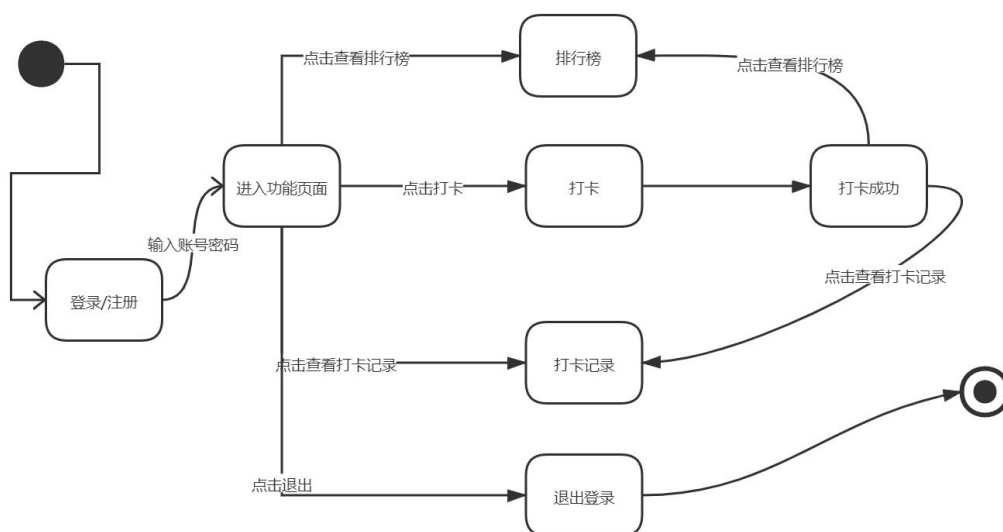 点击查看排行榜
排行榜
点击查看排行榜
进入功能页面
点击打卡
打卡
打卡成功
输入账号密码
登录/注册
点击查看打卡记录
点击查看打卡记录
打卡记录
点击退出
退出登录